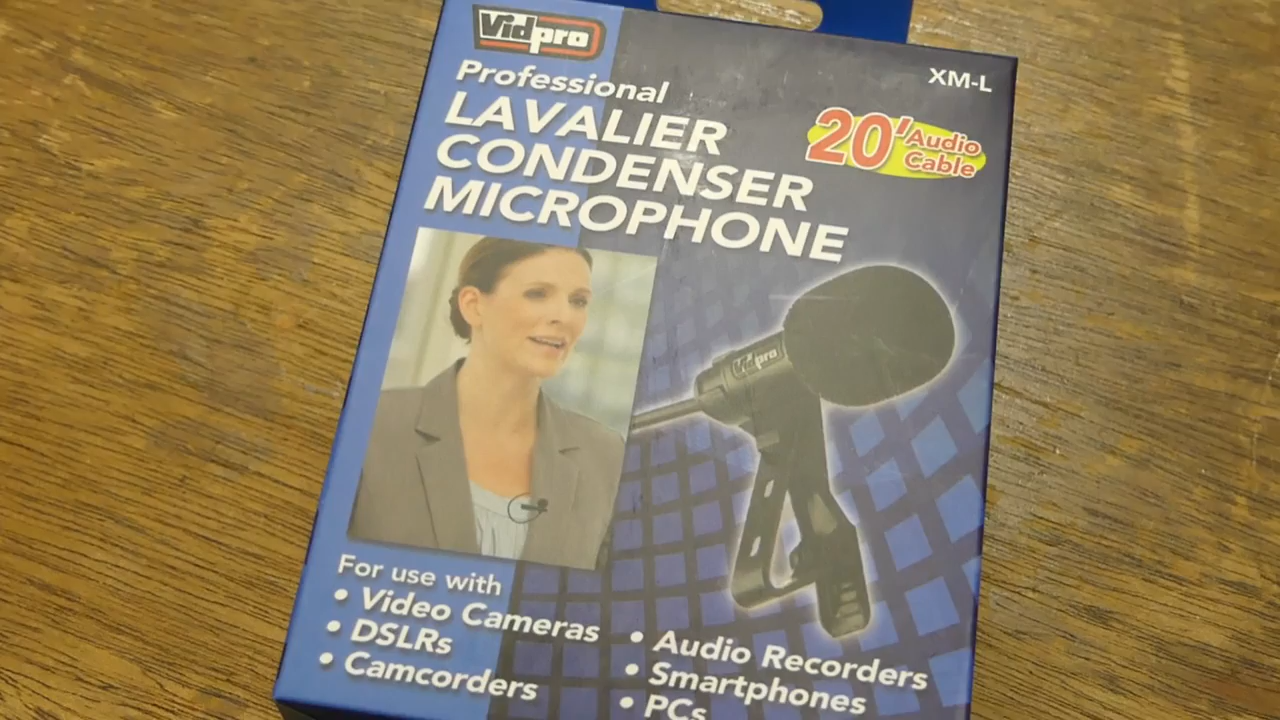 Vidpro
XM-L
Professional
LAVALIER
CONDENSER
MICROPHONE
20' Audio
Cable
Vidpro
For use with
• Video Cameras
• DSLRs
• Camcorders
• Audio Recorders
• Smartphones
• PCs